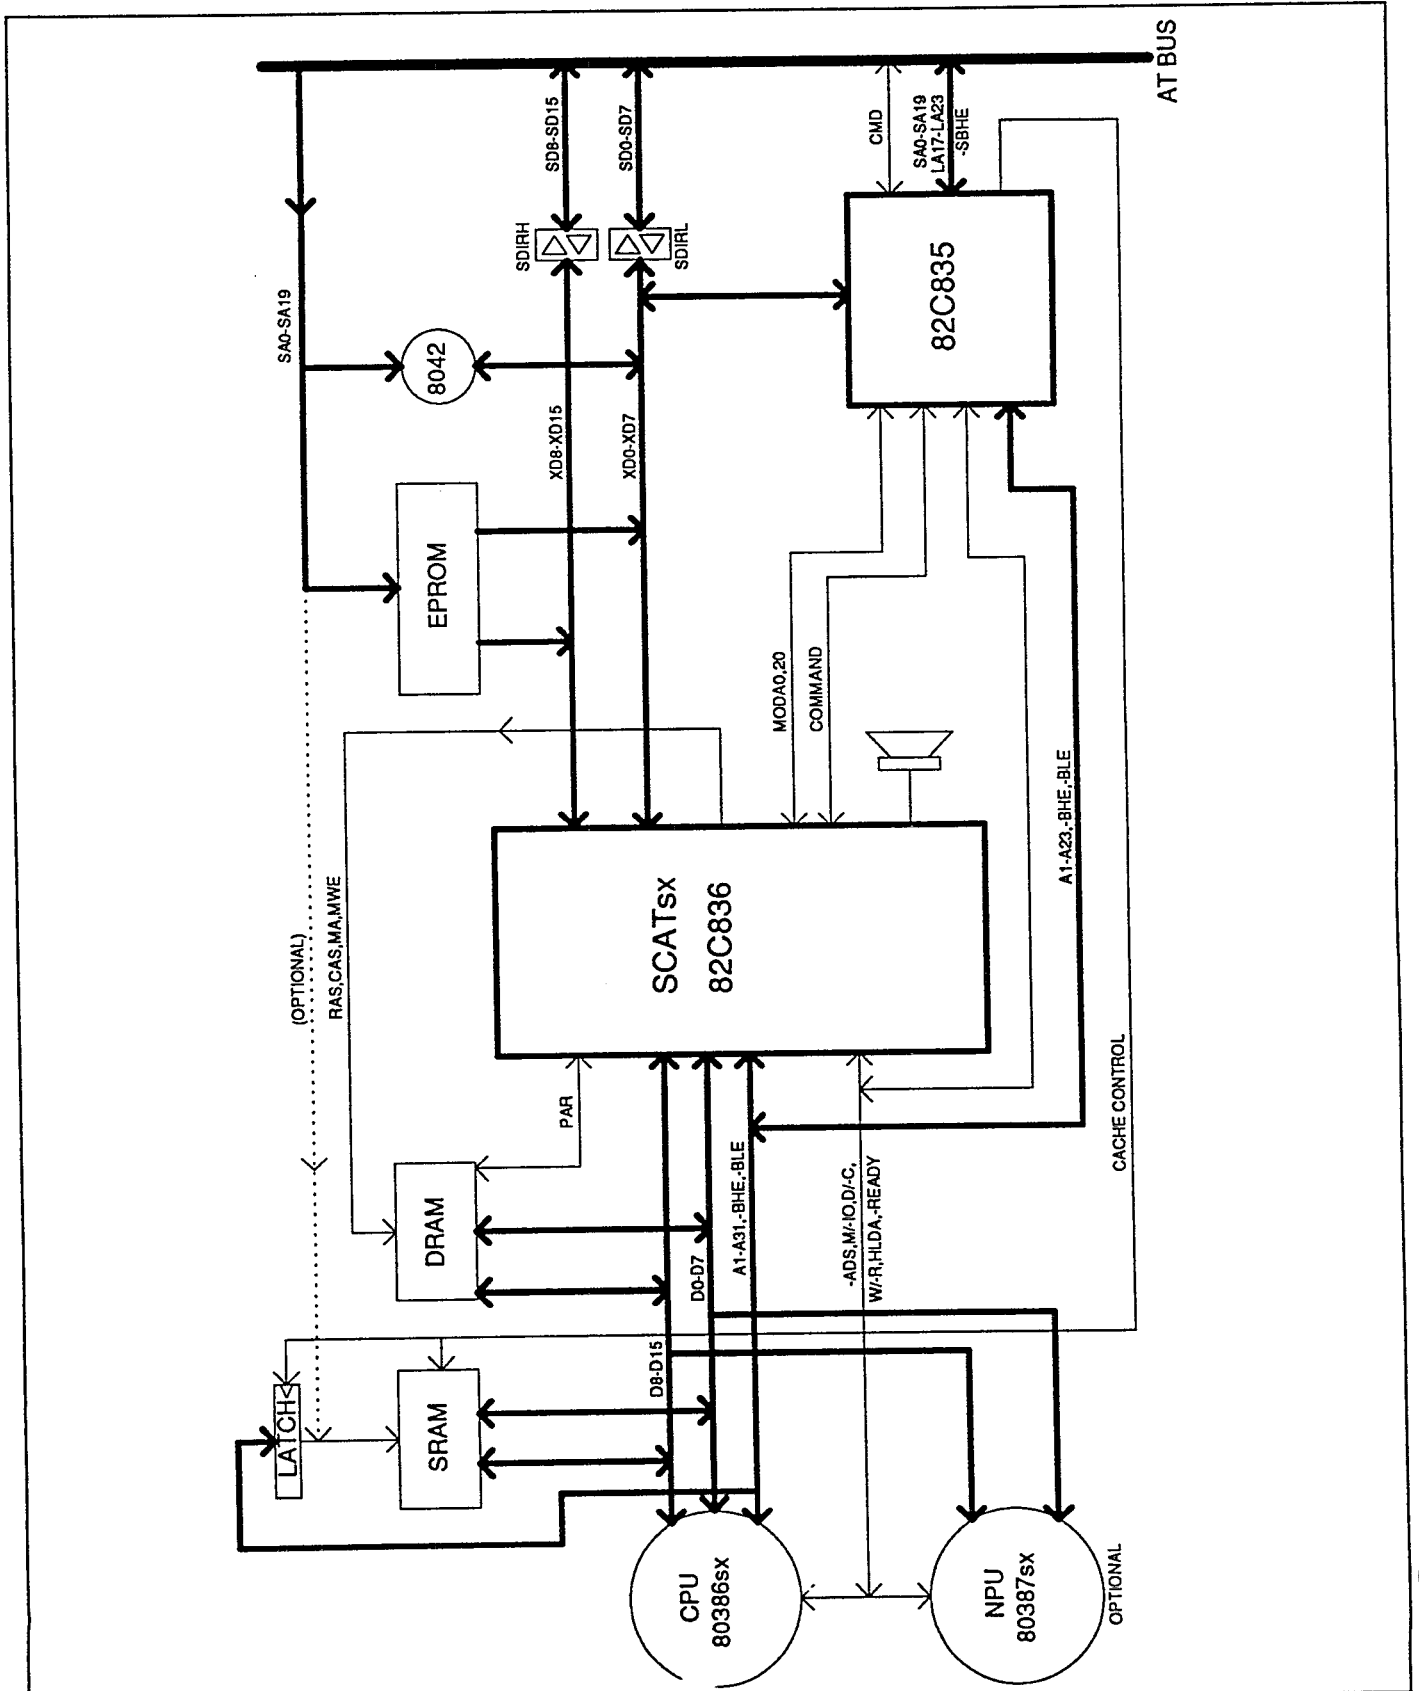 AT BUS
SD8-SD15
SD0-SD7
CMD
SA0-SA19
LA17-LA23
-SBHE
SDIRH
SDIRL
SA0-SA19
8042
82C835
XD8-XD15
XD0-XD7
EPROM
MODA0,20
COMMAND
A1-A23,-BHE,-BLE
(OPTIONAL)
RAS,CAS,MA,MWE
SCATsx
82C836
PAR
CACHE CONTROL
DRAM
D0-D7
A1-A31,-BHE,-BLE
-ADS,M/-IO,D/-C,
W/-R,HLDA,-READY
LATCH
SRAM
D8-D15
CPU
80386sx
NPU
80387sx
OPTIONAL